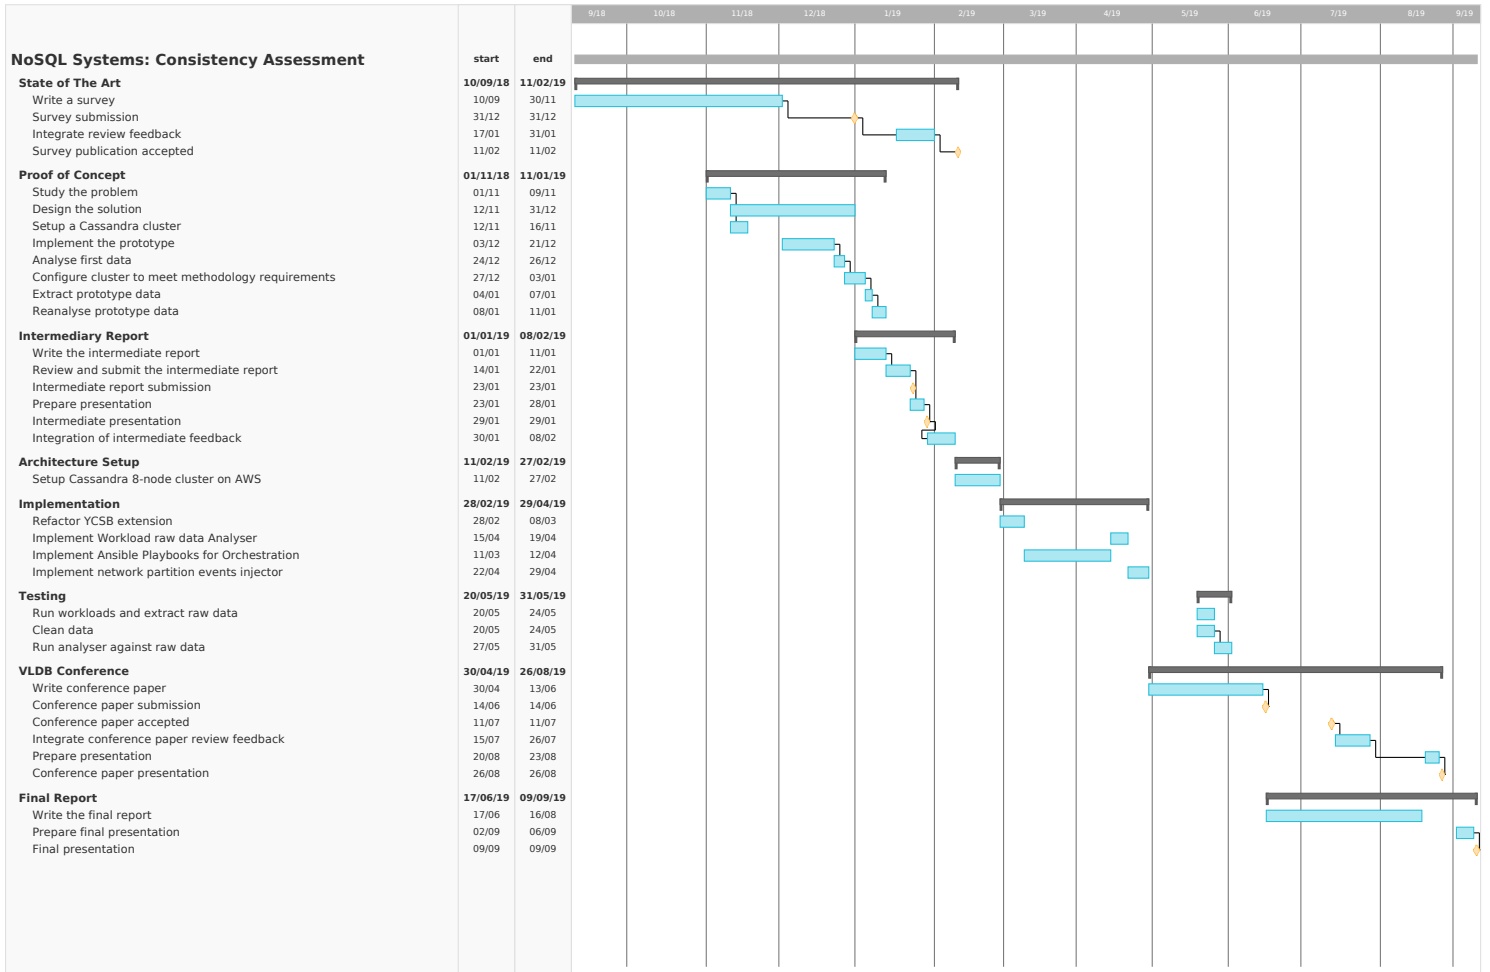 9/18 10/18 11/18 12/18 1/19 2/19 3/19 4/19 5/19 6/19 7/19 8/19 9/19
NoSQL Systems: Consistency Assessment start end
State of The Art 10/09/18 11/02/19
Write a survey 10/09 30/11
Survey submission 31/12 31/12
Integrate review feedback 17/01 31/01
Survey publication accepted 11/02 11/02
Proof of Concept 01/11/18 11/01/19
Study the problem 01/11 09/11
Design the solution 12/11 31/12
Setup a Cassandra cluster 12/11 16/11
Implement the prototype 03/12 21/12
Analyse first data 24/12 26/12
Configure cluster to meet methodology requirements 27/12 03/01
Extract prototype data 04/01 07/01
Reanalyse prototype data 08/01 11/01
Intermediary Report 01/01/19 08/02/19
Write the intermediate report 01/01 11/01
Review and submit the intermediate report 14/01 22/01
Intermediate report submission 23/01 23/01
Prepare presentation 23/01 28/01
Intermediate presentation 29/01 29/01
Integration of intermediate feedback 30/01 08/02
Architecture Setup 11/02/19 27/02/19
Setup Cassandra 8-node cluster on AWS 11/02 27/02
Implementation 28/02/19 29/04/19
Refactor YCSB extension 28/02 08/03
Implement Workload raw data Analyser 15/04 19/04
Implement Ansible Playbooks for Orchestration 11/03 12/04
Implement network partition events injector 22/04 29/04
Testing 20/05/19 31/05/19
Run workloads and extract raw data 20/05 24/05
Clean data 20/05 24/05
Run analyser against raw data 27/05 31/05
VLDB Conference 30/04/19 26/08/19
Write conference paper 30/04 13/06
Conference paper submission 14/06 14/06
Conference paper accepted 11/07 11/07
Integrate conference paper review feedback 15/07 26/07
Prepare presentation 20/08 23/08
Conference paper presentation 26/08 26/08
Final Report 17/06/19 09/09/19
Write the final report 17/06 16/08
Prepare final presentation 02/09 06/09
Final presentation 09/09 09/09